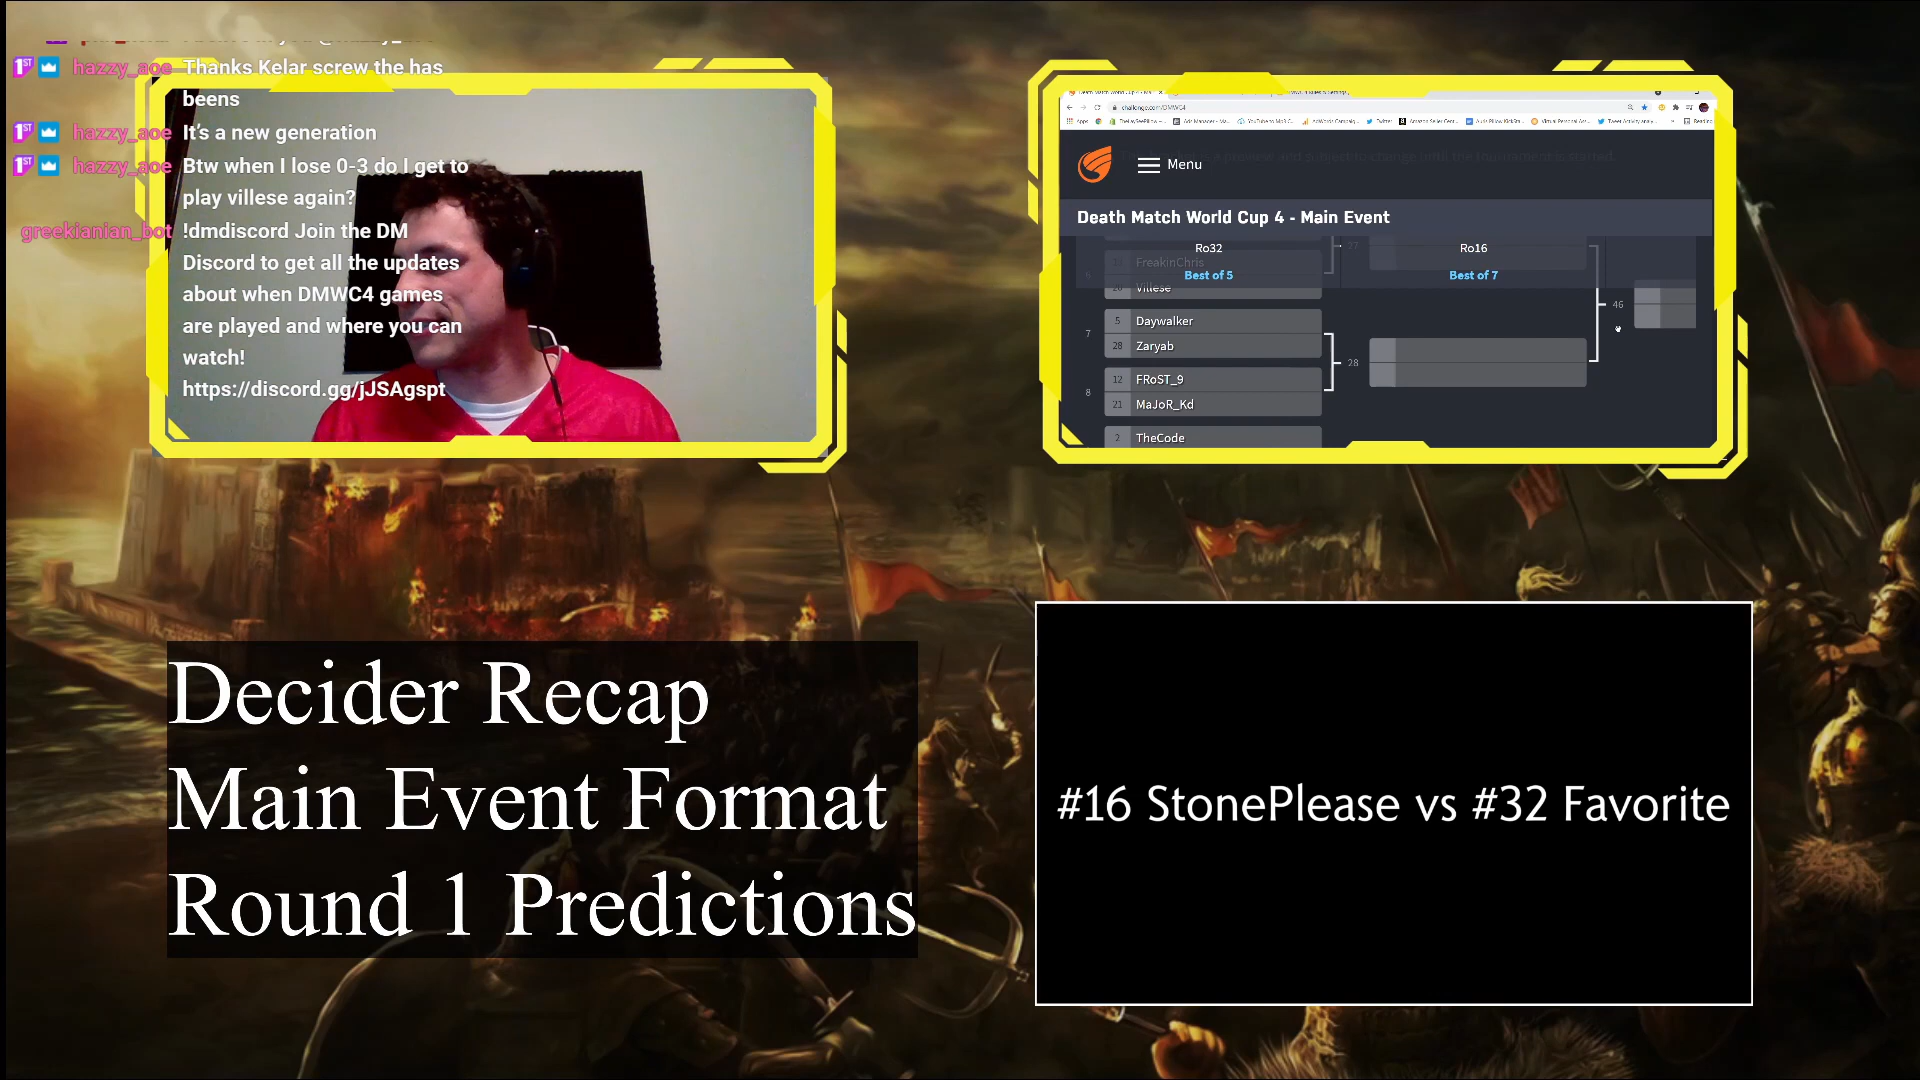 hazzy_aoe Thanks Kelar screw the has
beens
hazzy_aoe It's a new generation
hazzy_aoe Btw when I lose 0-3 do I get to
play villese again?
greekianian_bot !dmdiscord Join the DM
Discord to get all the updates
about when DMWC4 games
are played and where you can
watch!
https://discord.gg/jJSAgspt
challonge.com/DMWC4
Menu
Death Match World Cup 4 - Main Event
Ro32
Ro16
Best of 5
Best of 7
FreakinChris
27
Villese
46
5 Daywalker
7
28 Zaryab
28
12 FRoST_9
8
21 MaJoR_Kd
2 TheCode
Decider Recap
Main Event Format
Round 1 Predictions
#16 StonePlease vs #32 Favorite